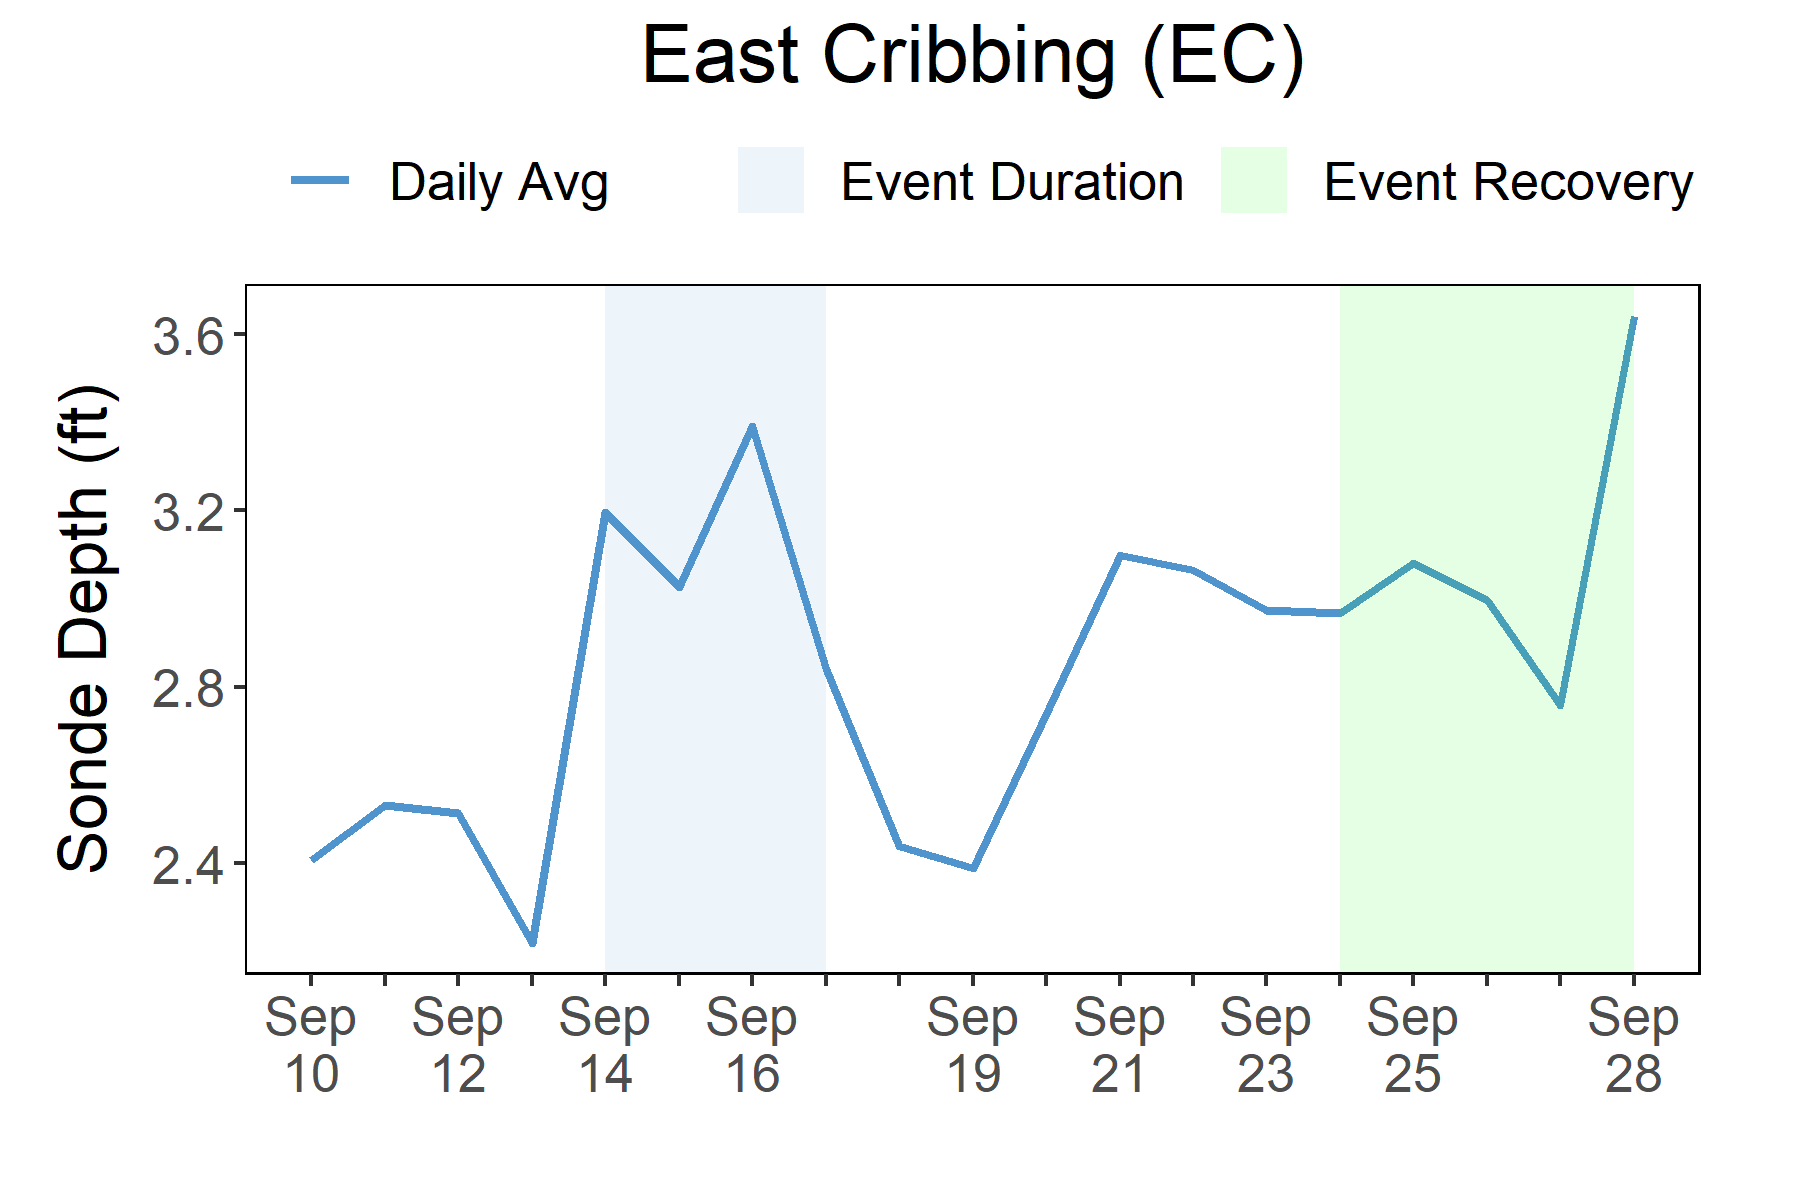 East Cribbing (EC)
Daily Avg Event Duration Event Recovery
Sonde Depth (ft)
3.6
3.2
2.8
2.4
Sep Sep Sep Sep Sep Sep Sep Sep Sep
10 12 14 16 19 21 23 25 28